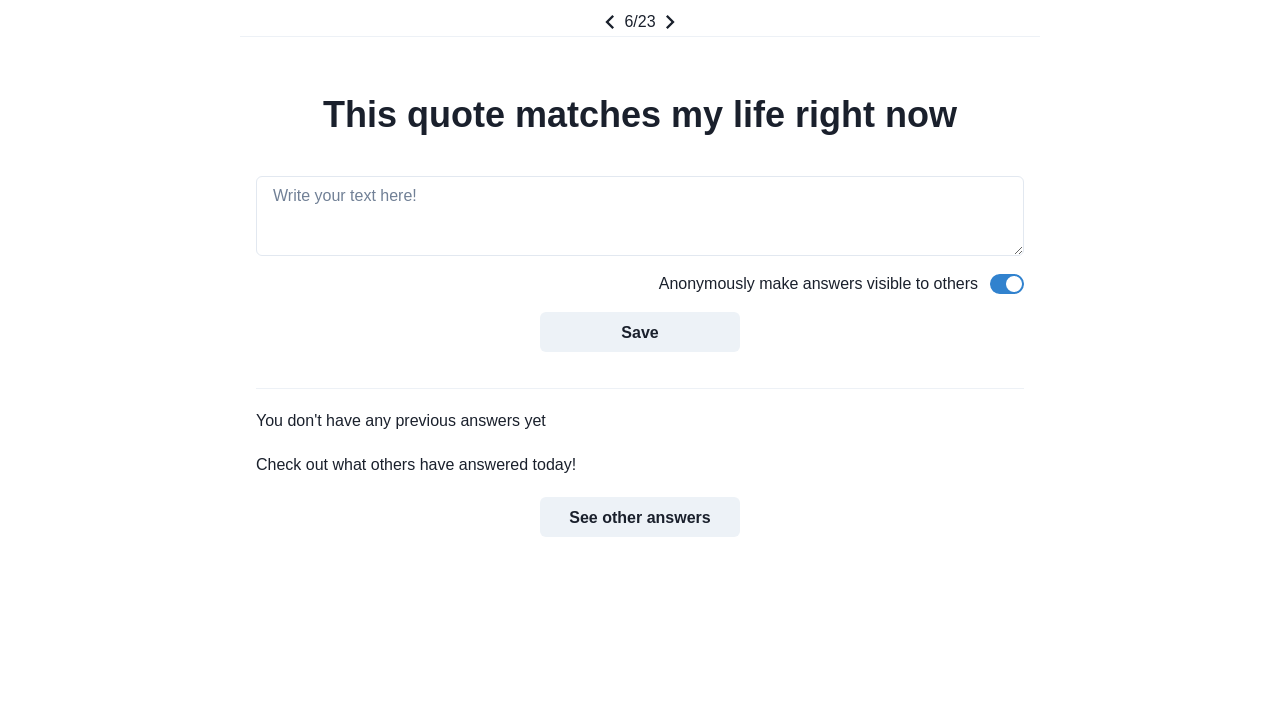 6/23
This quote matches my life right now
Write your text here!
Anonymously make answers visible to others
Save
You don't have any previous answers yet
Check out what others have answered today!
See other answers